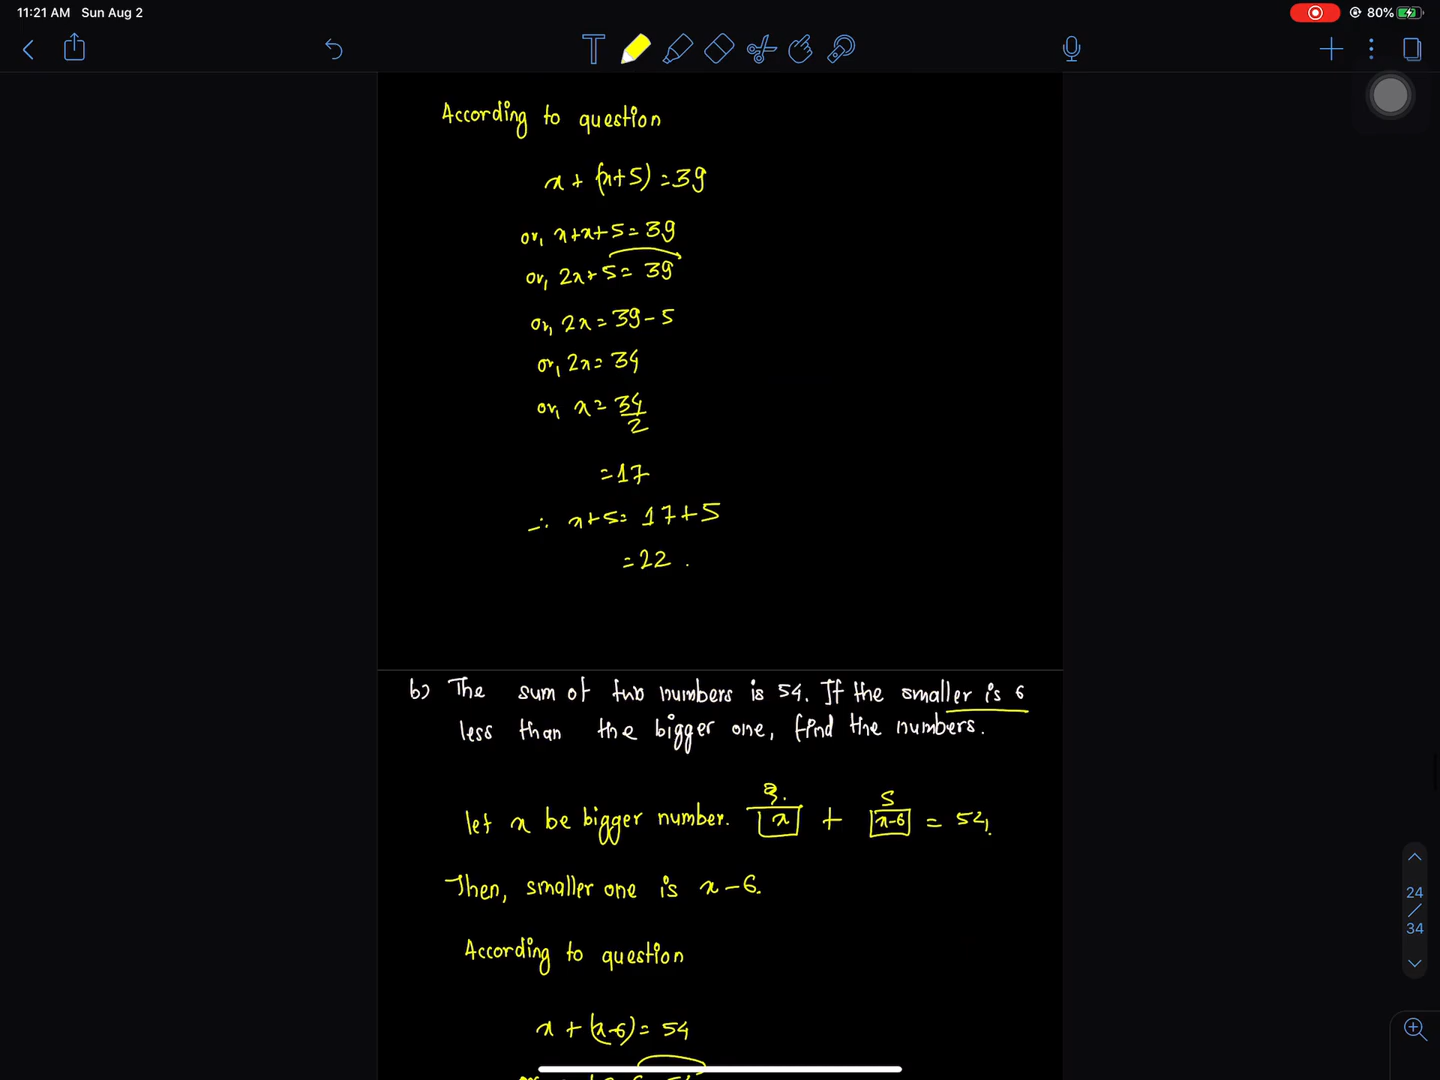 11:21 AM Sun Aug 2
80%
According to question
x + (x+5) = 39
or, x+x+5 = 39
or, 2x+5 = 39
or, 2x = 39-5
or, 2x = 34
or, x = 34/2
= 17
∴ x+5 = 17+5
= 22 .
b) The sum of two numbers is 54. If the smaller is 6
less than the bigger one, find the numbers.
let x be bigger number. x + x-6 = 54,
S
Then, smaller one is x-6.
According to question
x + (x-6) = 54
T
24
/
34